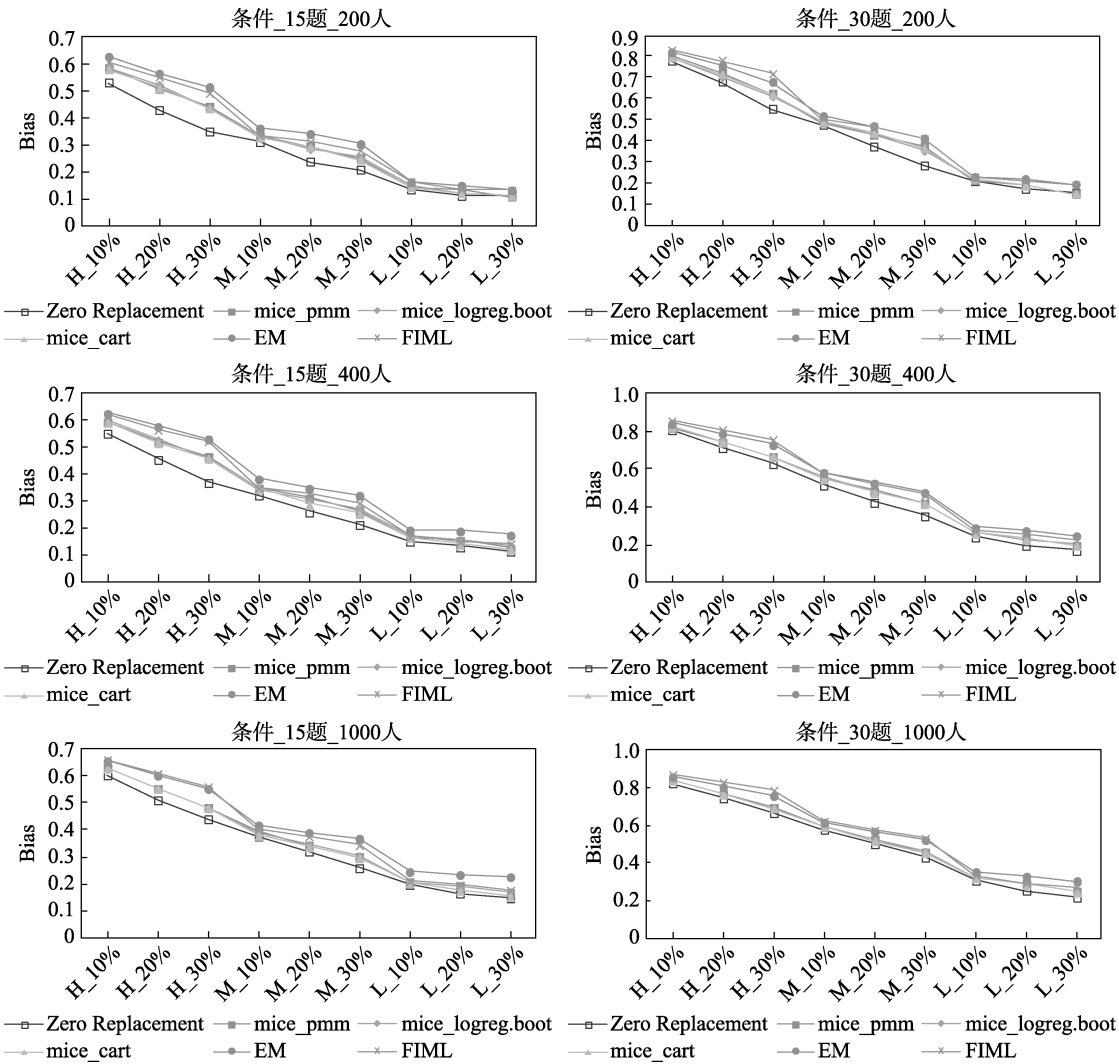 条件_15题_200人
0.7
0.6
0.5
0.4
0.3
0.2
0.1
0
Bias
H_10%
H_20%
H_30%
M_10%
M_20%
M_30%
L_10%
L_20%
L_30%
Zero Replacement mice_pmm mice_logreg.boot
mice_cart EM FIML
条件_30题_200人
0.9
0.8
0.7
0.6
0.5
0.4
0.3
0.2
0.1
0
Bias
H_10%
H_20%
H_30%
M_10%
M_20%
M_30%
L_10%
L_20%
L_30%
Zero Replacement mice_pmm mice_logreg.boot
mice_cart EM FIML
条件_15题_400人
0.7
0.6
0.5
0.4
0.3
0.2
0.1
0
Bias
H_10%
H_20%
H_30%
M_10%
M_20%
M_30%
L_10%
L_20%
L_30%
Zero Replacement mice_pmm mice_logreg.boot
mice_cart EM FIML
条件_30题_400人
1.0
0.8
0.6
0.4
0.2
0
Bias
H_10%
H_20%
H_30%
M_10%
M_20%
M_30%
L_10%
L_20%
L_30%
Zero Replacement mice_pmm mice_logreg.boot
mice_cart EM FIML
条件_15题_1000人
0.7
0.6
0.5
0.4
0.3
0.2
0.1
0
Bias
H_10%
H_20%
H_30%
M_10%
M_20%
M_30%
L_10%
L_20%
L_30%
Zero Replacement mice_pmm mice_logreg.boot
mice_cart EM FIML
条件_30题_1000人
1.0
0.8
0.6
0.4
0.2
0
Bias
H_10%
H_20%
H_30%
M_10%
M_20%
M_30%
L_10%
L_20%
L_30%
Zero Replacement mice_pmm mice_logreg.boot
mice_cart EM FIML